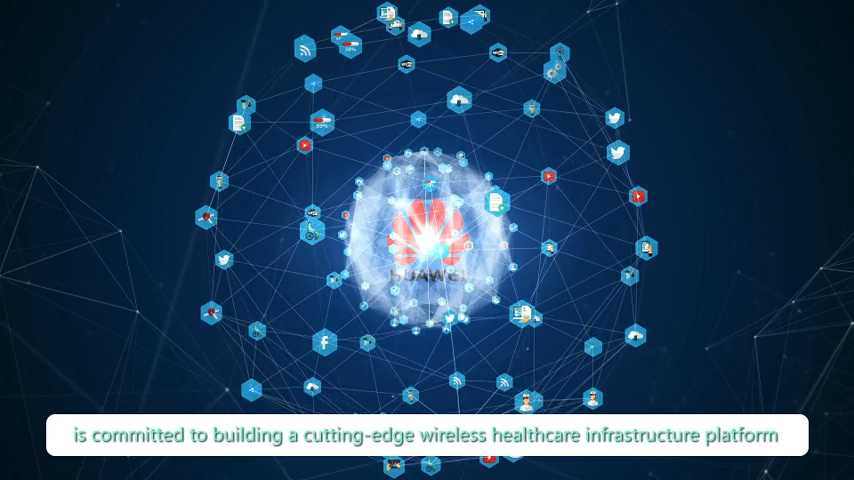 HUAWEI
is committed to building a cutting-edge wireless healthcare infrastructure platform